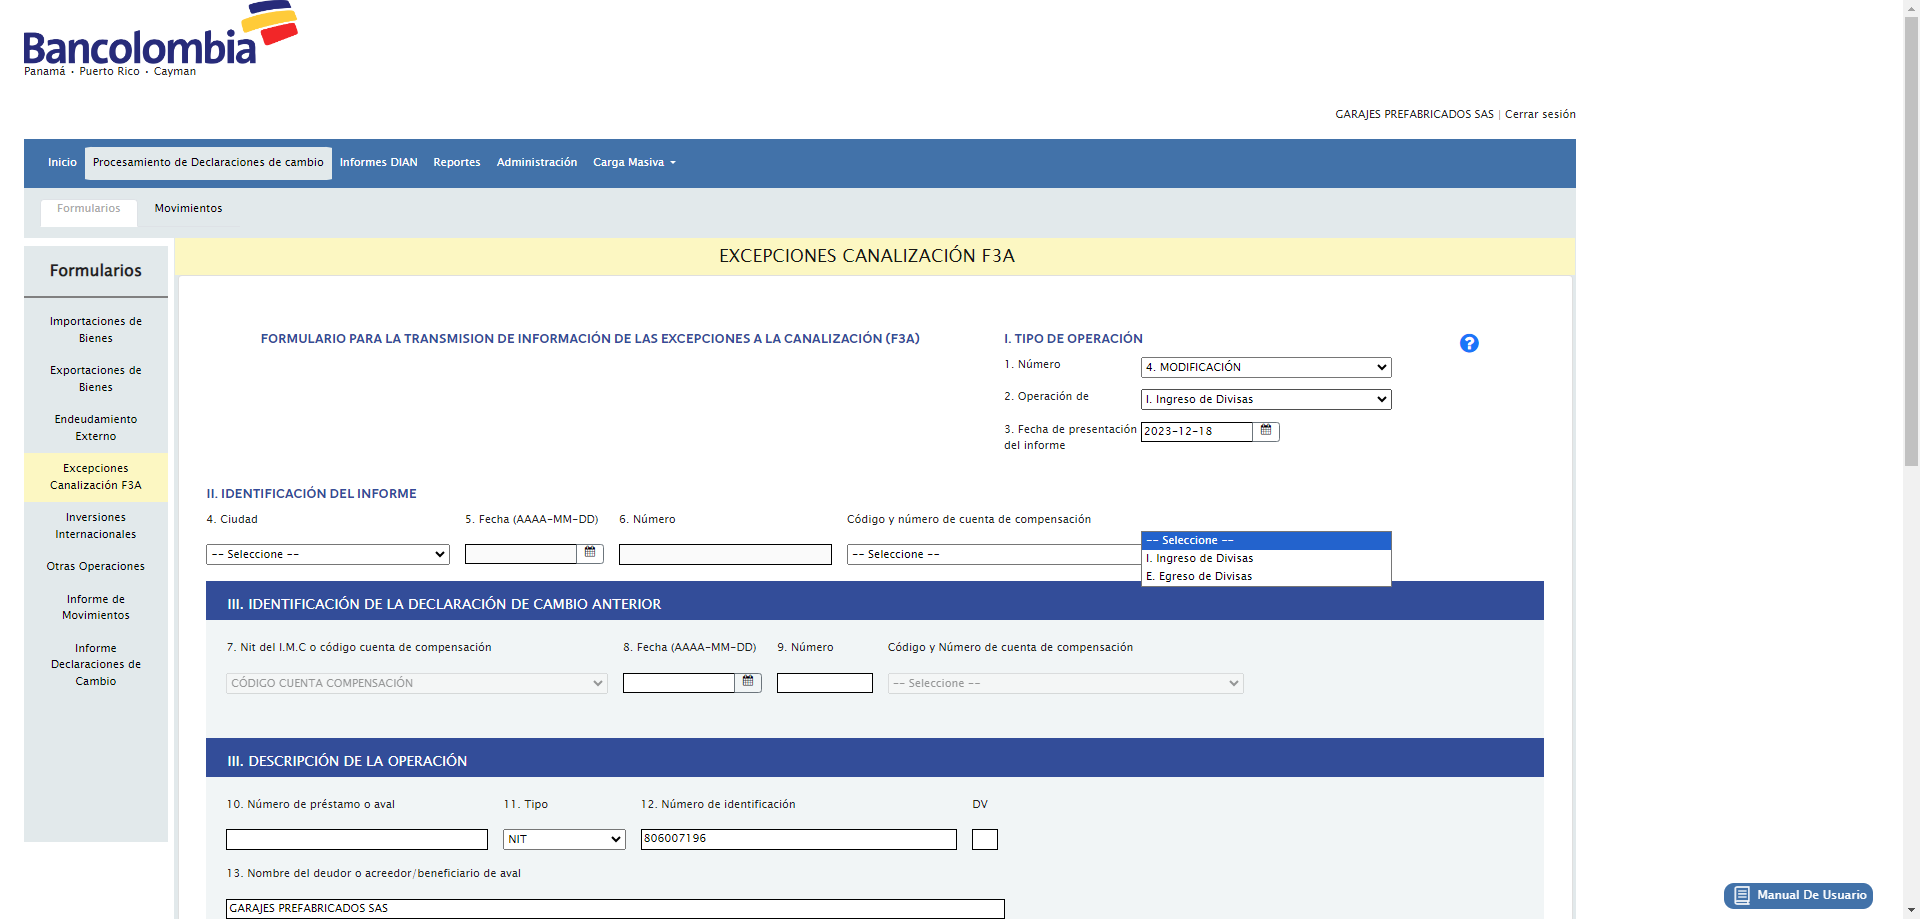 Bancolombia
Panamá • Puerto Rico • Cayman
GARAJES PREFABRICADOS SAS | Cerrar sesión
Inicio Procesamiento de Declaraciones de cambio Informes DIAN Reportes Administración Carga Masiva
Formularios Movimientos
Formularios
Importaciones de
Bienes
Exportaciones de
Bienes
Endeudamiento
Externo
Excepciones
Canalización F3A
Inversiones
Internacionales
Otras Operaciones
Informe de
Movimientos
Informe
Declaraciones de
Cambio
EXCEPCIONES CANALIZACIÓN F3A
FORMULARIO PARA LA TRANSMISION DE INFORMACIÓN DE LAS EXCEPCIONES A LA CANALIZACIÓN (F3A)
I. TIPO DE OPERACIÓN
?
1. Número 4. MODIFICACIÓN
2. Operación de I. Ingreso de Divisas
3. Fecha de presentación
del informe
2023-12-18
II. IDENTIFICACIÓN DEL INFORME
4. Ciudad 5. Fecha (AAAA-MM-DD) 6. Número Código y número de cuenta de compensación
-- Seleccione -- -- Seleccione --
-- Seleccione --
I. Ingreso de Divisas
E. Egreso de Divisas
III. IDENTIFICACIÓN DE LA DECLARACIÓN DE CAMBIO ANTERIOR
7. Nit del I.M.C o código cuenta de compensación 8. Fecha (AAAA-MM-DD) 9. Número Código y Número de cuenta de compensación
CÓDIGO CUENTA COMPENSACIÓN -- Seleccione --
III. DESCRIPCIÓN DE LA OPERACIÓN
10. Número de préstamo o aval 11. Tipo 12. Número de identificación DV
NIT 806007196
13. Nombre del deudor o acreedor/beneficiario de aval
GARAJES PREFABRICADOS SAS
Manual De Usuario